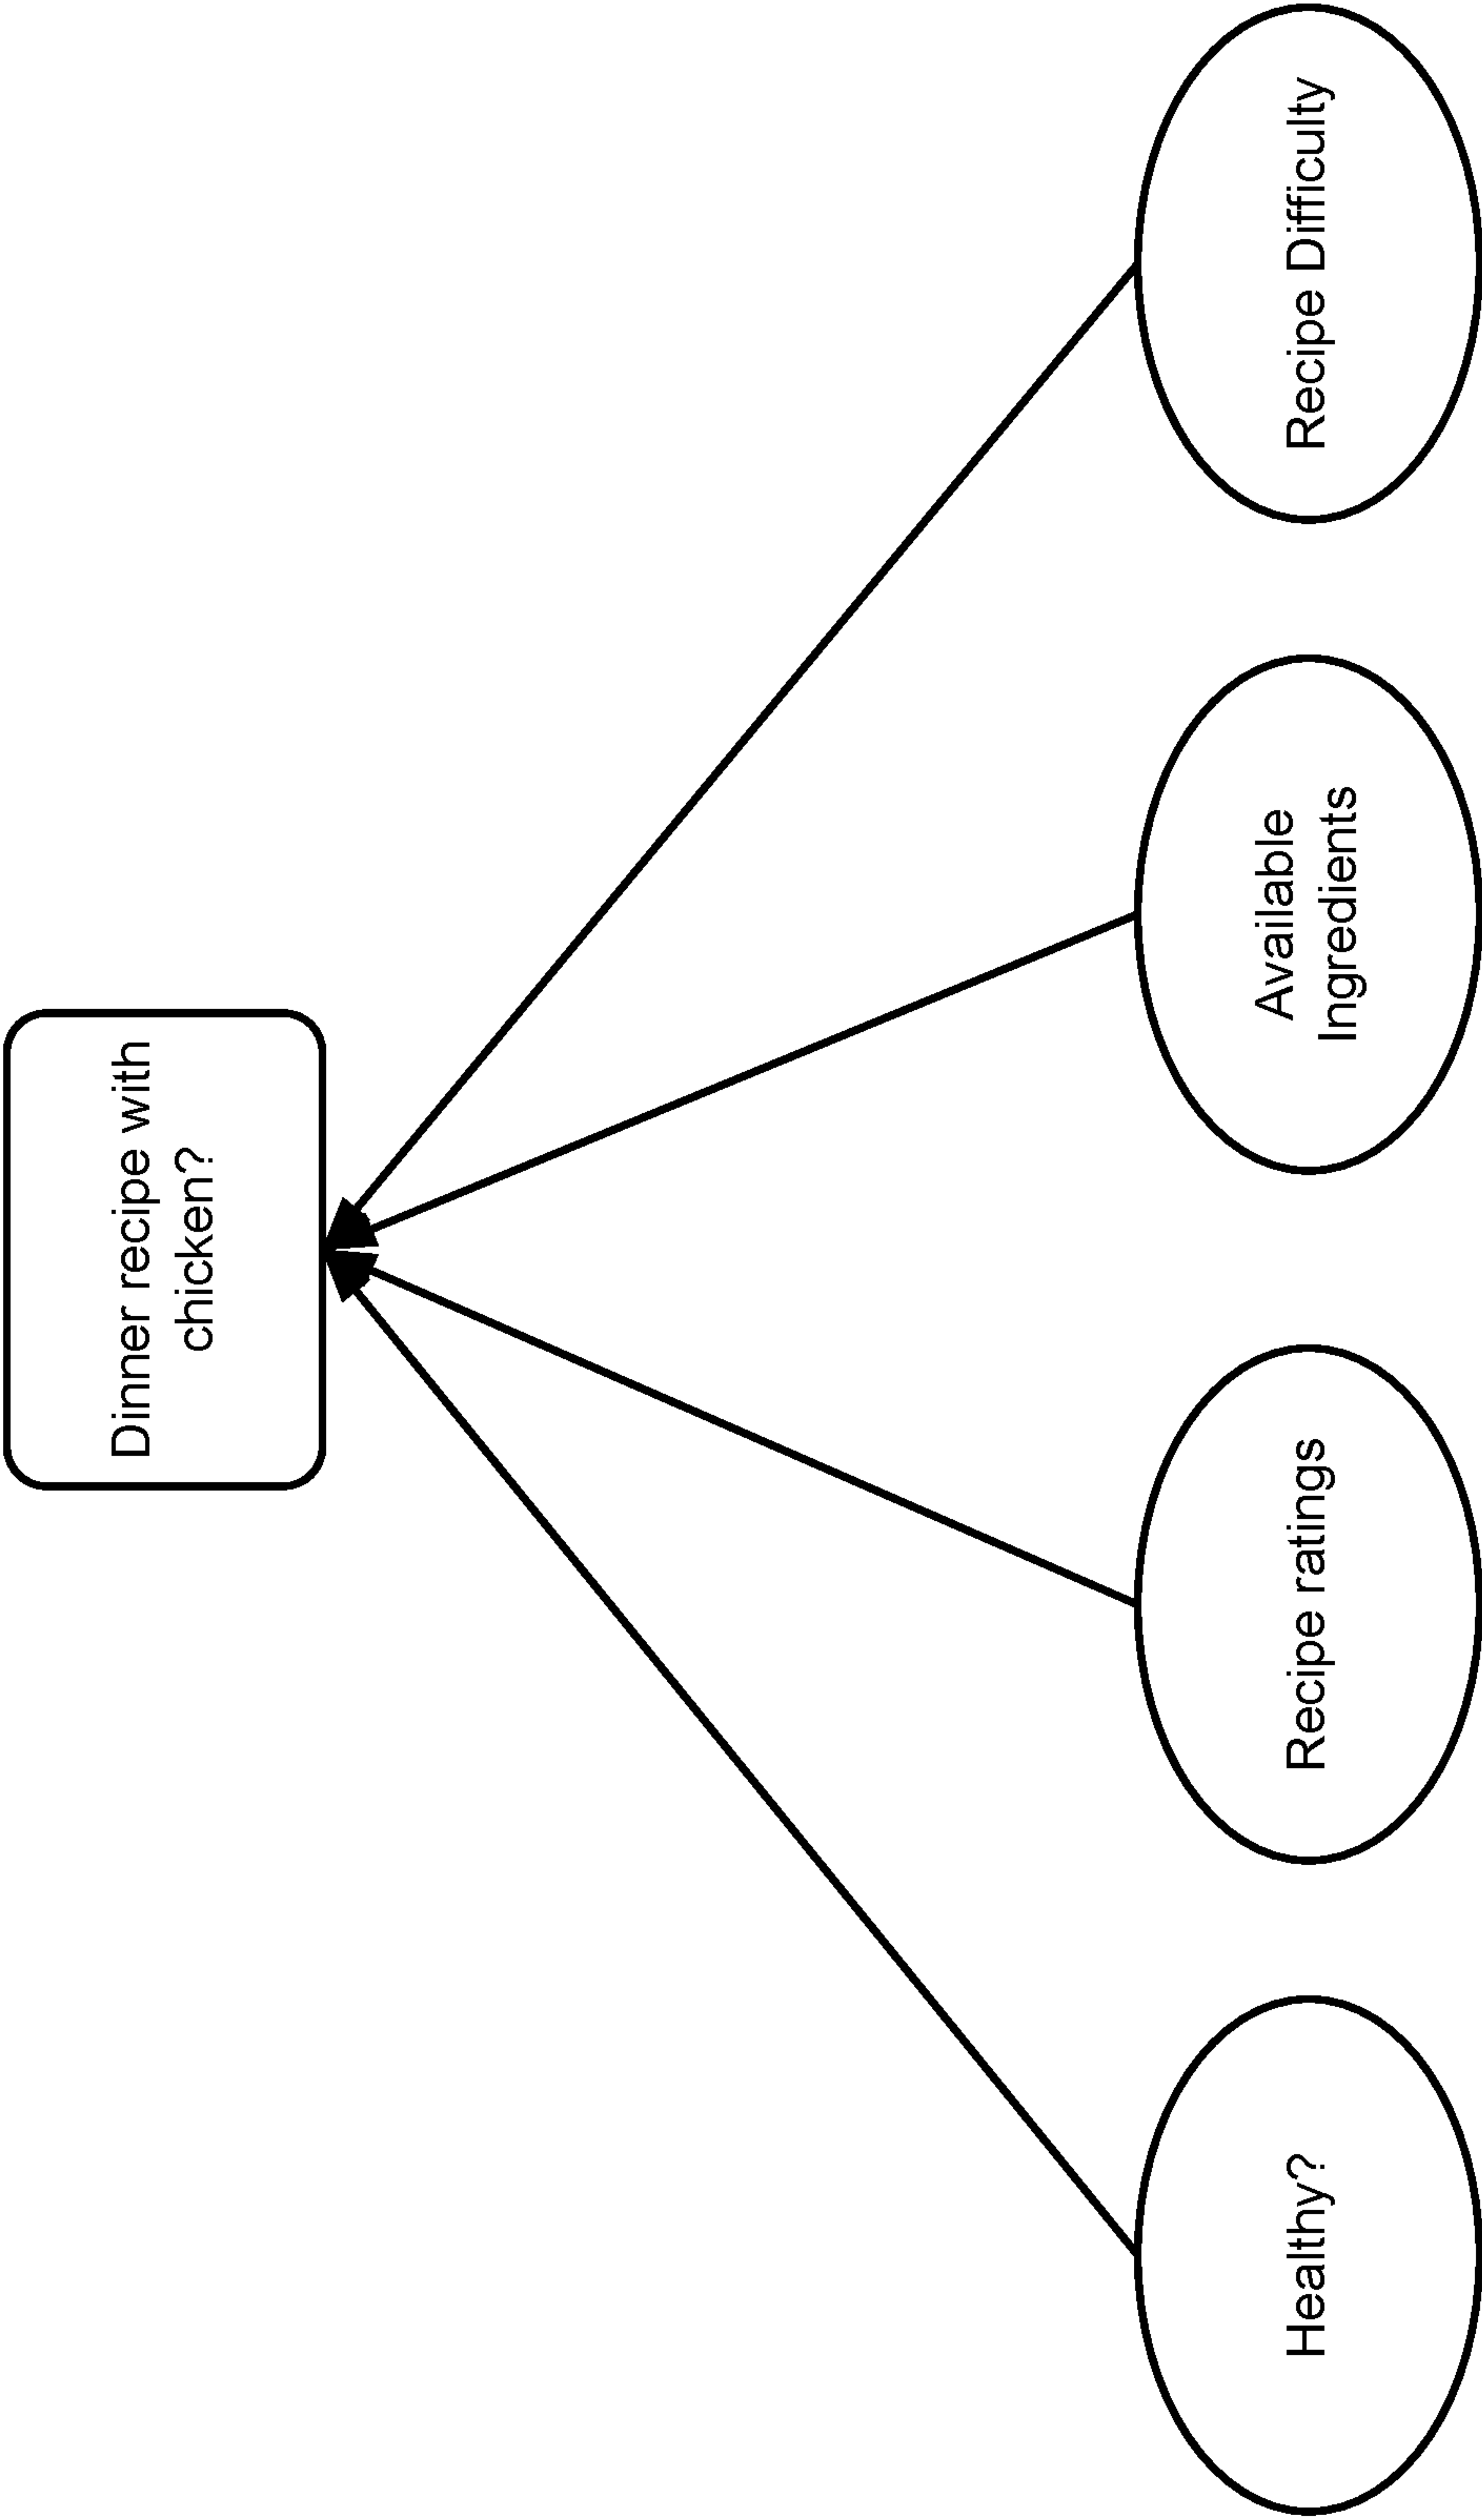 Dinner recipe with
chicken?
Healthy?
Recipe ratings
Available
Ingredients
Recipe Difficulty